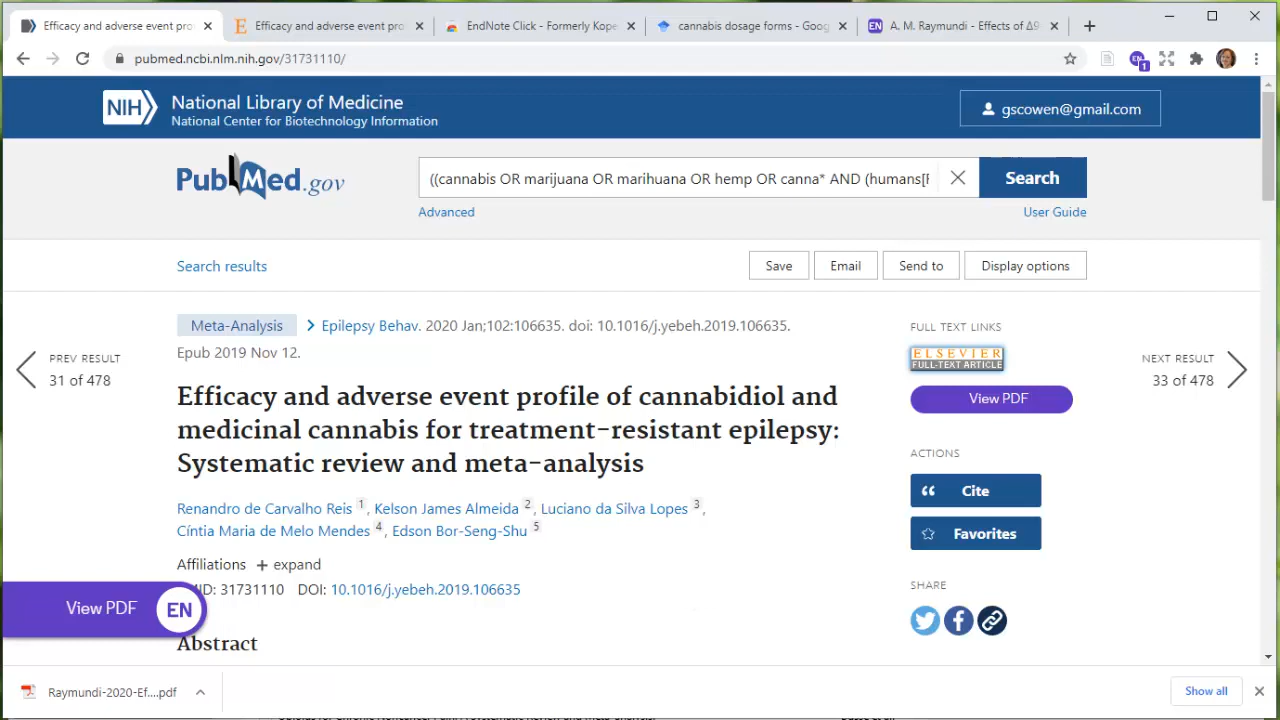 Efficacy and adverse event pro
Efficacy and adverse event pro
EndNote Click - Formerly Kope
cannabis dosage forms - Goog
EN A. M. Raymundi - Effects of Δ9
pubmed.ncbi.nlm.nih.gov/31731110/
EN 1
NIH National Library of Medicine
National Center for Biotechnology Information
gscowen@gmail.com
PubMed.gov
((cannabis OR marijuana OR marihuana OR hemp OR canna* AND (humans[F
Search
Advanced
User Guide
Search results
Save
Email
Send to
Display options
Meta-Analysis > Epilepsy Behav. 2020 Jan;102:106635. doi: 10.1016/j.yebeh.2019.106635.
Epub 2019 Nov 12.
PREV RESULT
31 of 478
Efficacy and adverse event profile of cannabidiol and
medicinal cannabis for treatment-resistant epilepsy:
Systematic review and meta-analysis
Renandro de Carvalho Reis 1, Kelson James Almeida 2, Luciano da Silva Lopes 3,
Cíntia Maria de Melo Mendes 4, Edson Bor-Seng-Shu 5
Affiliations + expand
ID: 31731110 DOI: 10.1016/j.yebeh.2019.106635
Abstract
View PDF EN
FULL TEXT LINKS
ELSEVIER
FULL-TEXT ARTICLE
View PDF
NEXT RESULT
33 of 478
ACTIONS
Cite
Favorites
SHARE
Raymundi-2020-Ef....pdf
Show all